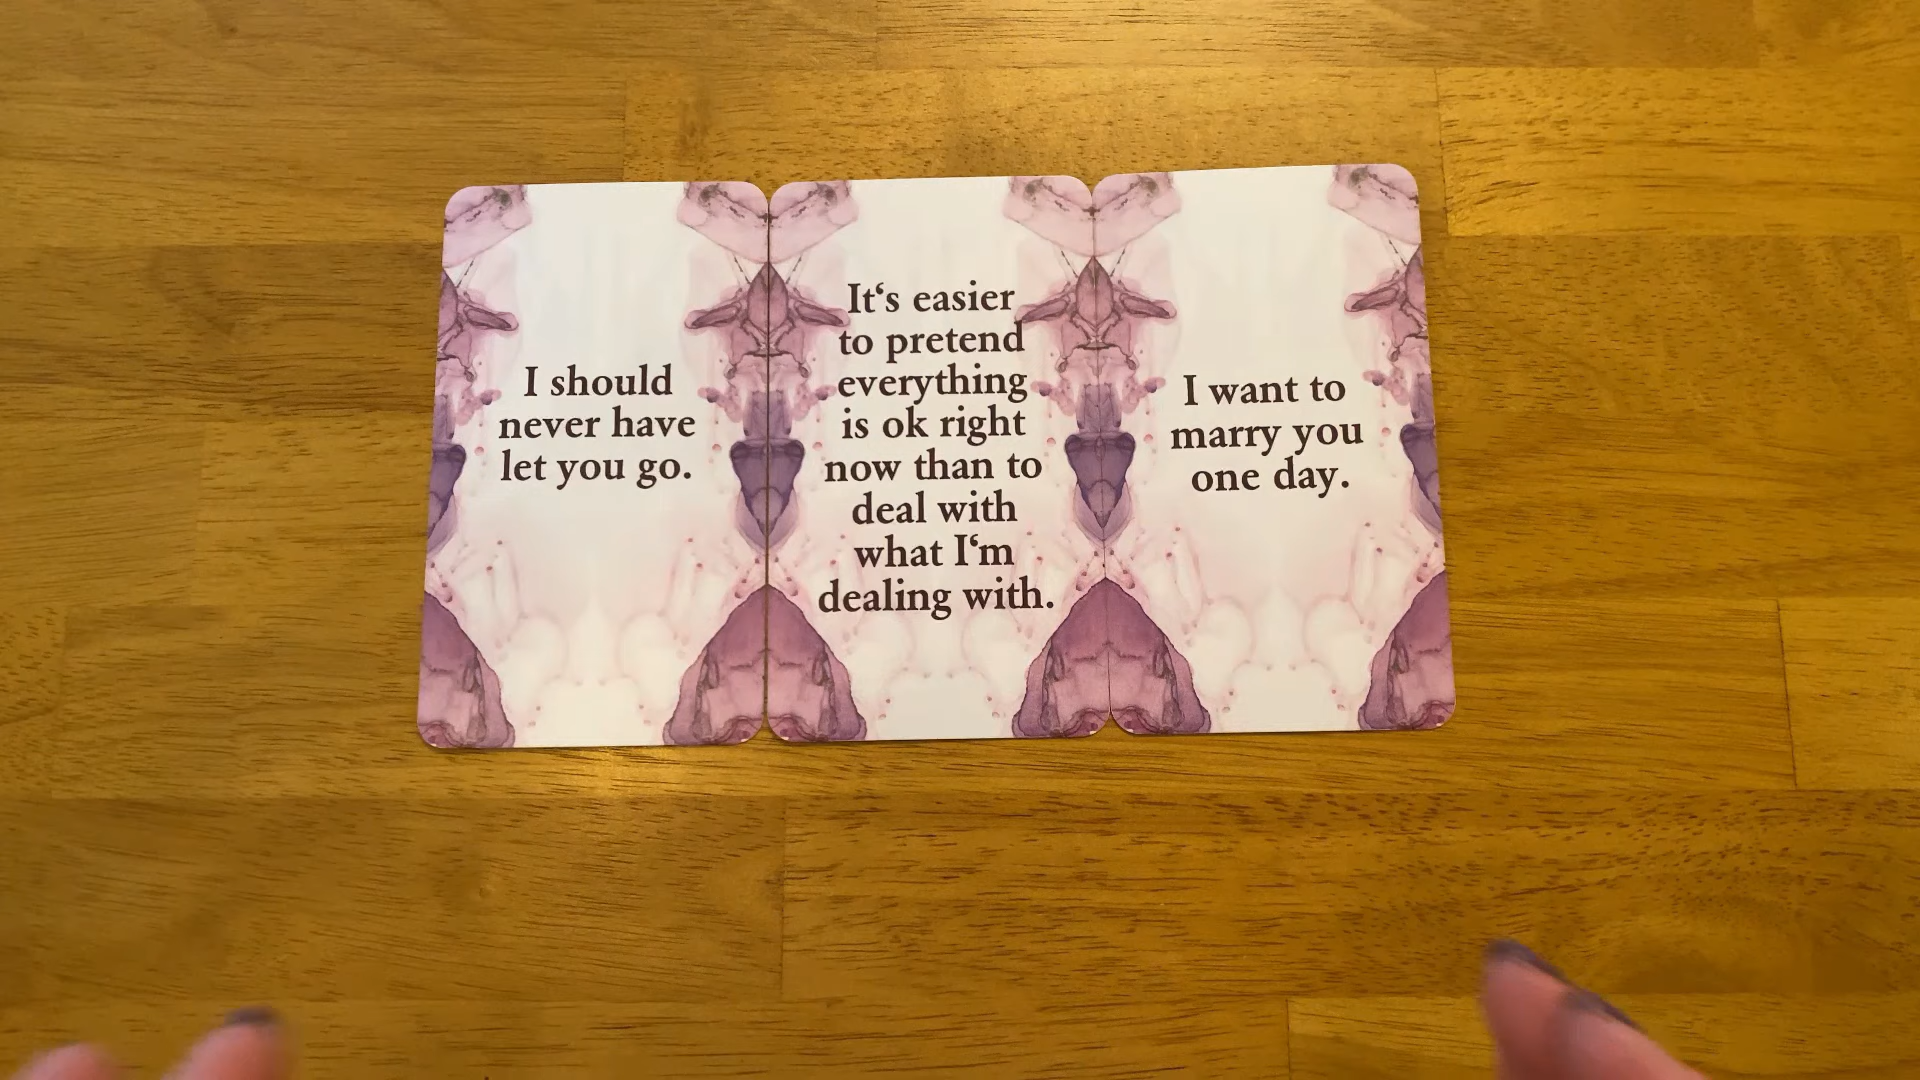 I should
never have
let you go.
It‘s easier
to pretend
everything
is ok right
now than to
deal with
what I‘m
dealing with.
I want to
marry you
one day.